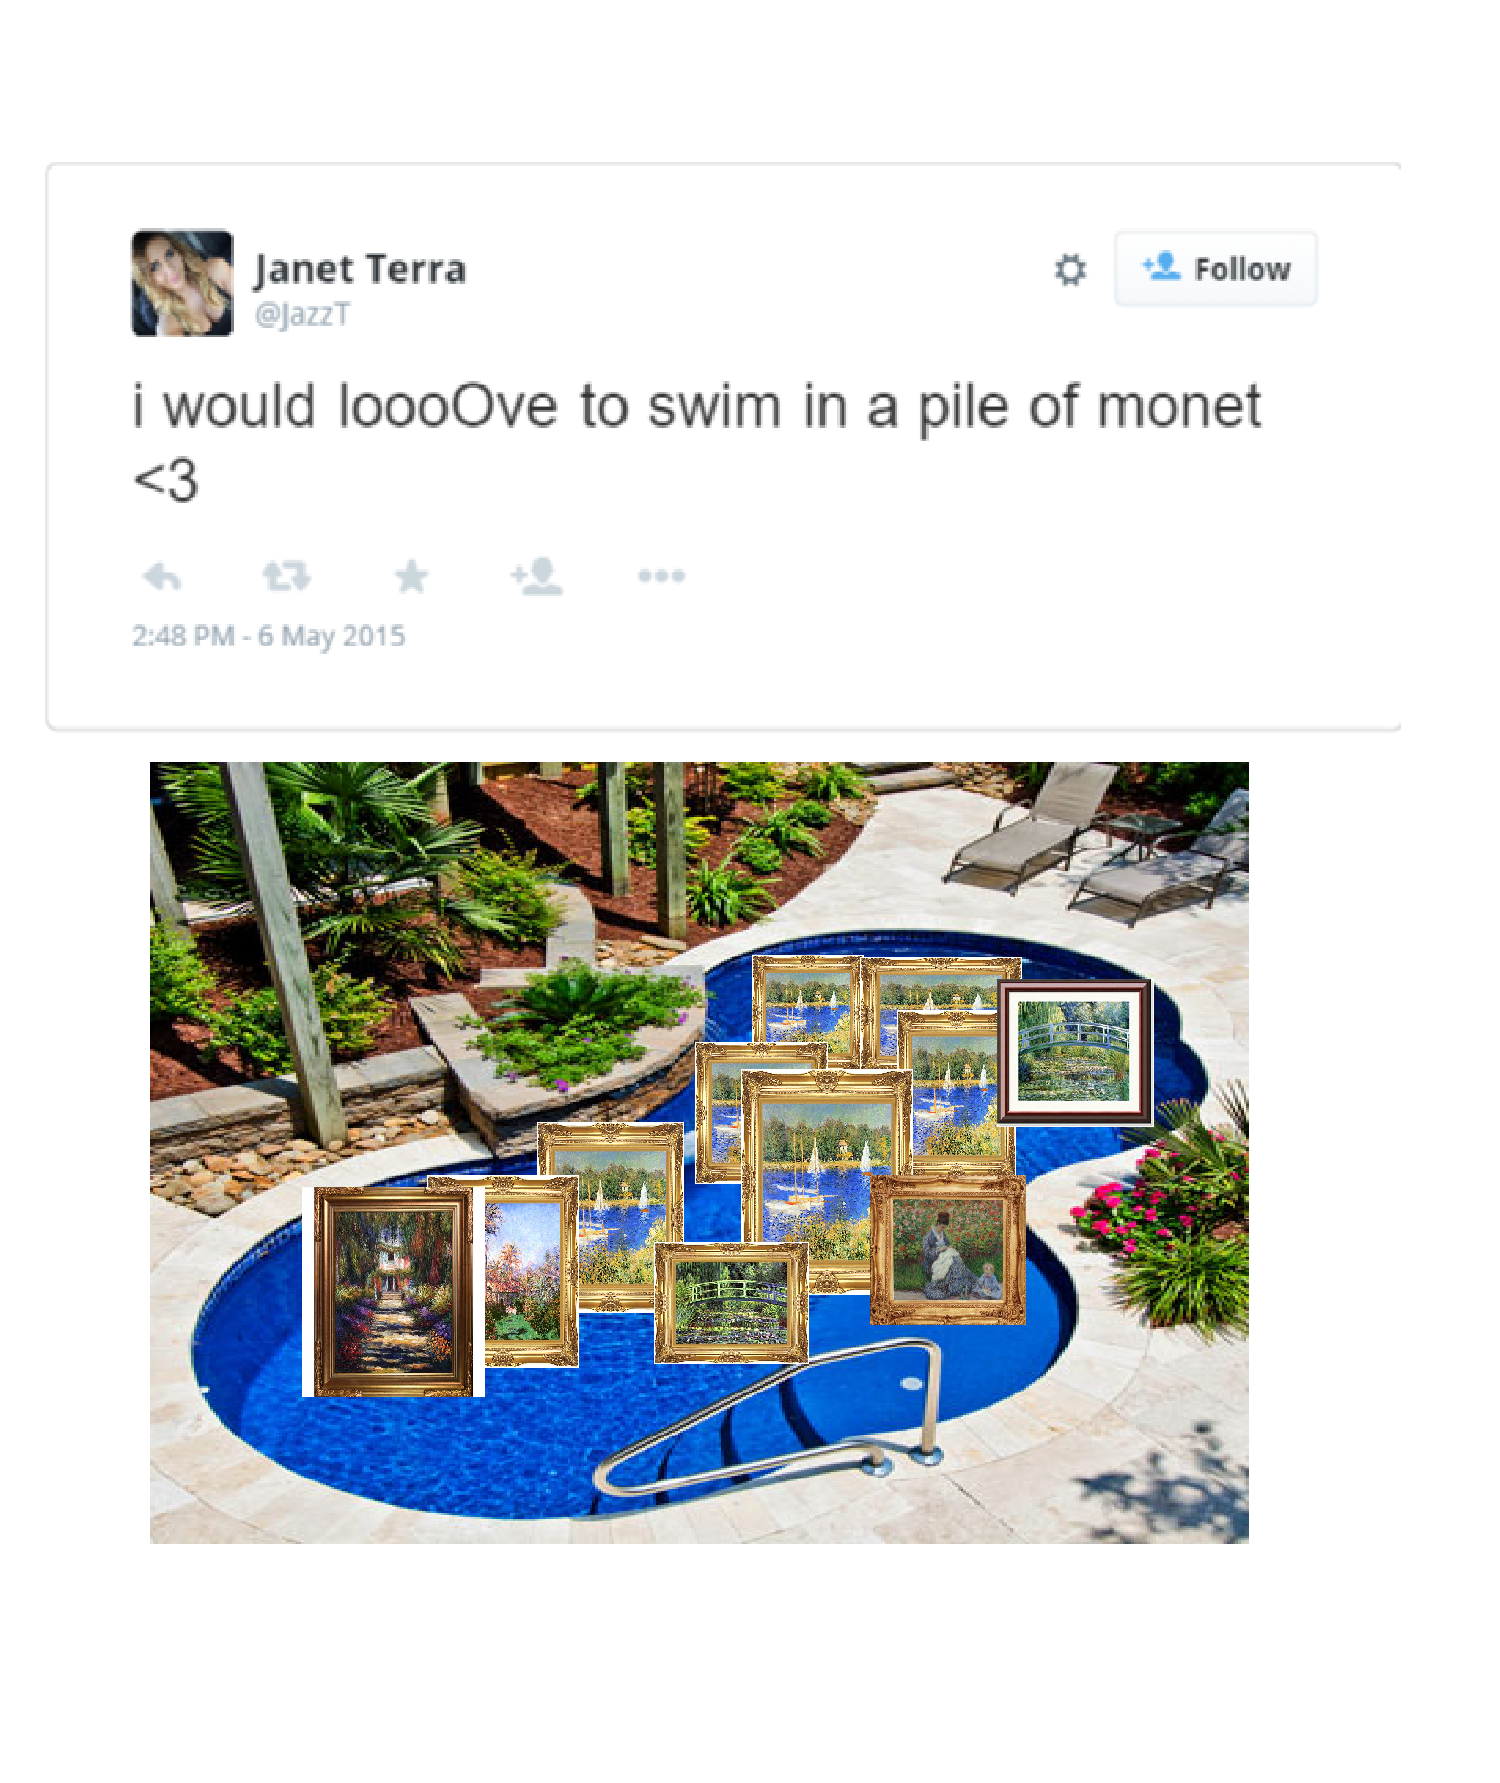 Janet Terra
@JazzT
Follow
i would loooOve to swim in a pile of monet
<3
2:48 PM - 6 May 2015